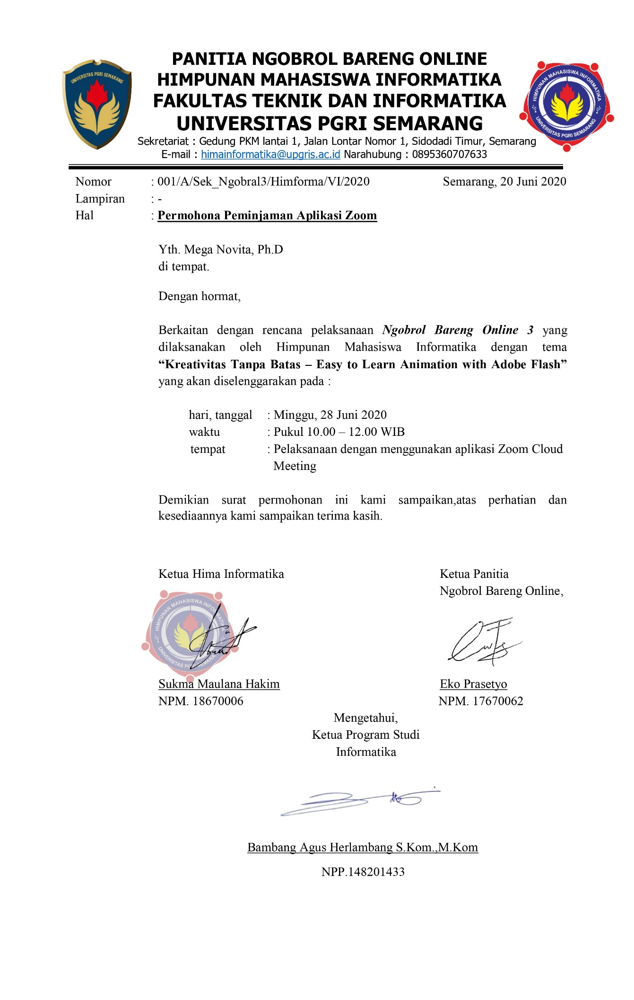 PANITIA NGOBROL BARENG ONLINE
HIMPUNAN MAHASISWA INFORMATIKA
FAKULTAS TEKNIK DAN INFORMATIKA
UNIVERSITAS PGRI SEMARANG
Sekretariat : Gedung PKM lantai 1, Jalan Lontar Nomor 1, Sidodadi Timur, Semarang
E-mail : himainformatika@upgris.ac.id Narahubung : 0895360707633
UNIVERSITAS PGRI SEMARANG
HIMPUNAN MAHASISWA INFORMATIKA
UNIVERSITAS PGRI SEMARANG
Nomor : 001/A/Sek_Ngobral3/Himforma/VI/2020 Semarang, 20 Juni 2020
Lampiran : -
Hal : Permohona Peminjaman Aplikasi Zoom
Yth. Mega Novita, Ph.D
di tempat.
Dengan hormat,
Berkaitan dengan rencana pelaksanaan Ngobrol Bareng Online 3 yang
dilaksanakan oleh Himpunan Mahasiswa Informatika dengan tema
“Kreativitas Tanpa Batas – Easy to Learn Animation with Adobe Flash”
yang akan diselenggarakan pada :
hari, tanggal : Minggu, 28 Juni 2020
waktu : Pukul 10.00 – 12.00 WIB
tempat : Pelaksanaan dengan menggunakan aplikasi Zoom Cloud
Meeting
Demikian surat permohonan ini kami sampaikan,atas perhatian dan
kesediaannya kami sampaikan terima kasih.
Ketua Hima Informatika Ketua Panitia
Ngobrol Bareng Online,
HIMPUNAN MAHASISWA INFORMATIKA
UNIVERSITAS PGRI SEMARANG
Sukma Maulana Hakim Eko Prasetyo
NPM. 18670006 NPM. 17670062
Mengetahui,
Ketua Program Studi
Informatika
Bambang Agus Herlambang S.Kom.,M.Kom
NPP.148201433